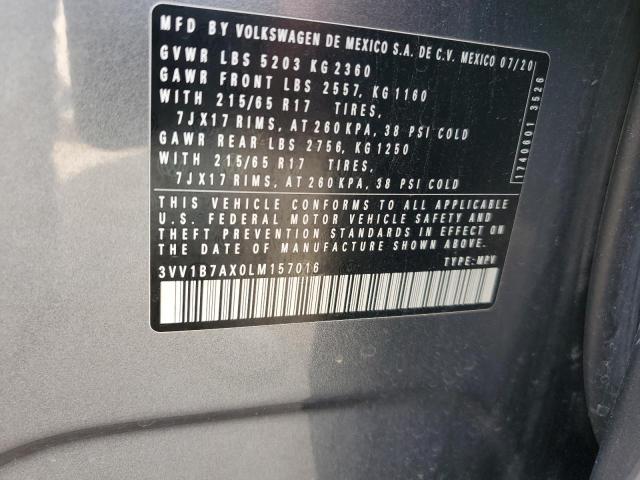 MFD BY VOLKSWAGEN DE MEXICO S.A. DE C.V. MEXICO 07/20
GVWR LBS 5203 KG 2360
GAWR FRONT LBS 2557, KG 1160
WITH 215/65 R17 TIRES,
7JX17 RIMS, AT 260 KPA, 38 PSI COLD
GAWR REAR LBS 2756, KG 1250
WITH 215/65 R17 TIRES,
7JX17 RIMS, AT 260 KPA, 38 PSI COLD
1740601 3526
THIS VEHICLE CONFORMS TO ALL APPLICABLE
U.S. FEDERAL MOTOR VEHICLE SAFETY AND
THEFT PREVENTION STANDARDS IN EFFECT ON
THE DATE OF MANUFACTURE SHOWN ABOVE.
3VV1B7AX0LM157016 TYPE: MPV